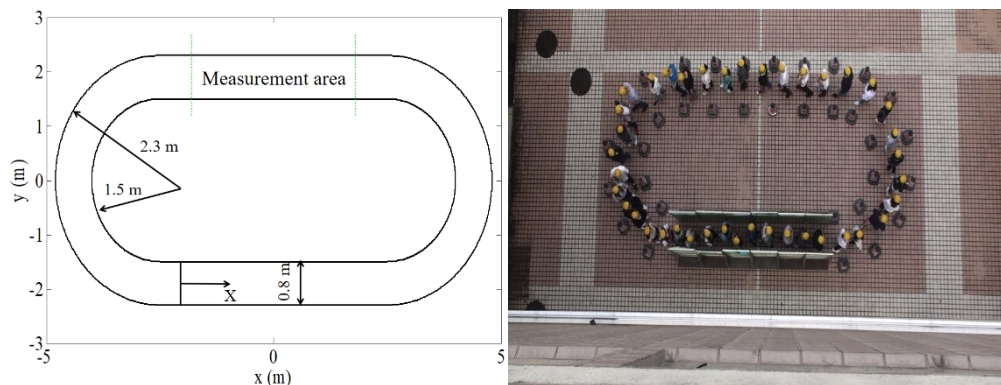 3
2
1
0
-1
-2
-3
y (m)
Measurement area
2.3 m
1.5 m
0.8 m
X
-5
0
5
x (m)